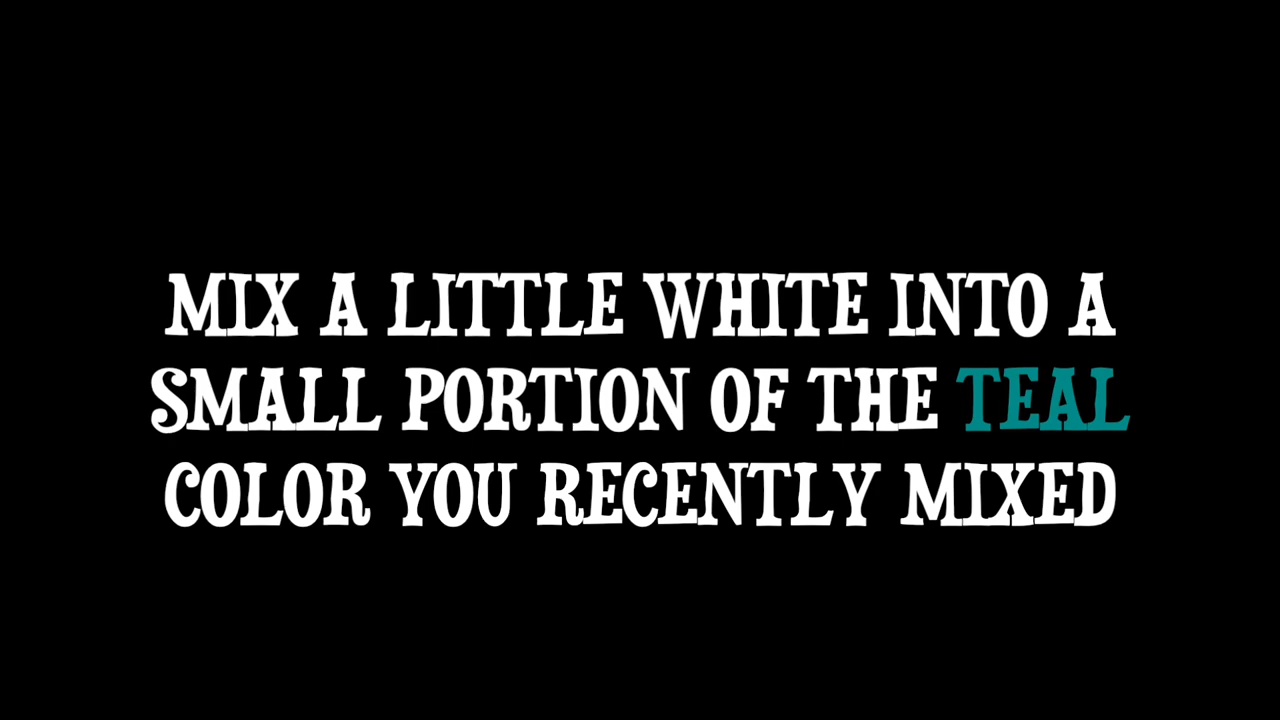 MIX A LITTLE WHITE INTO A
SMALL PORTION OF THE TEAL
COLOR YOU RECENTLY MIXED